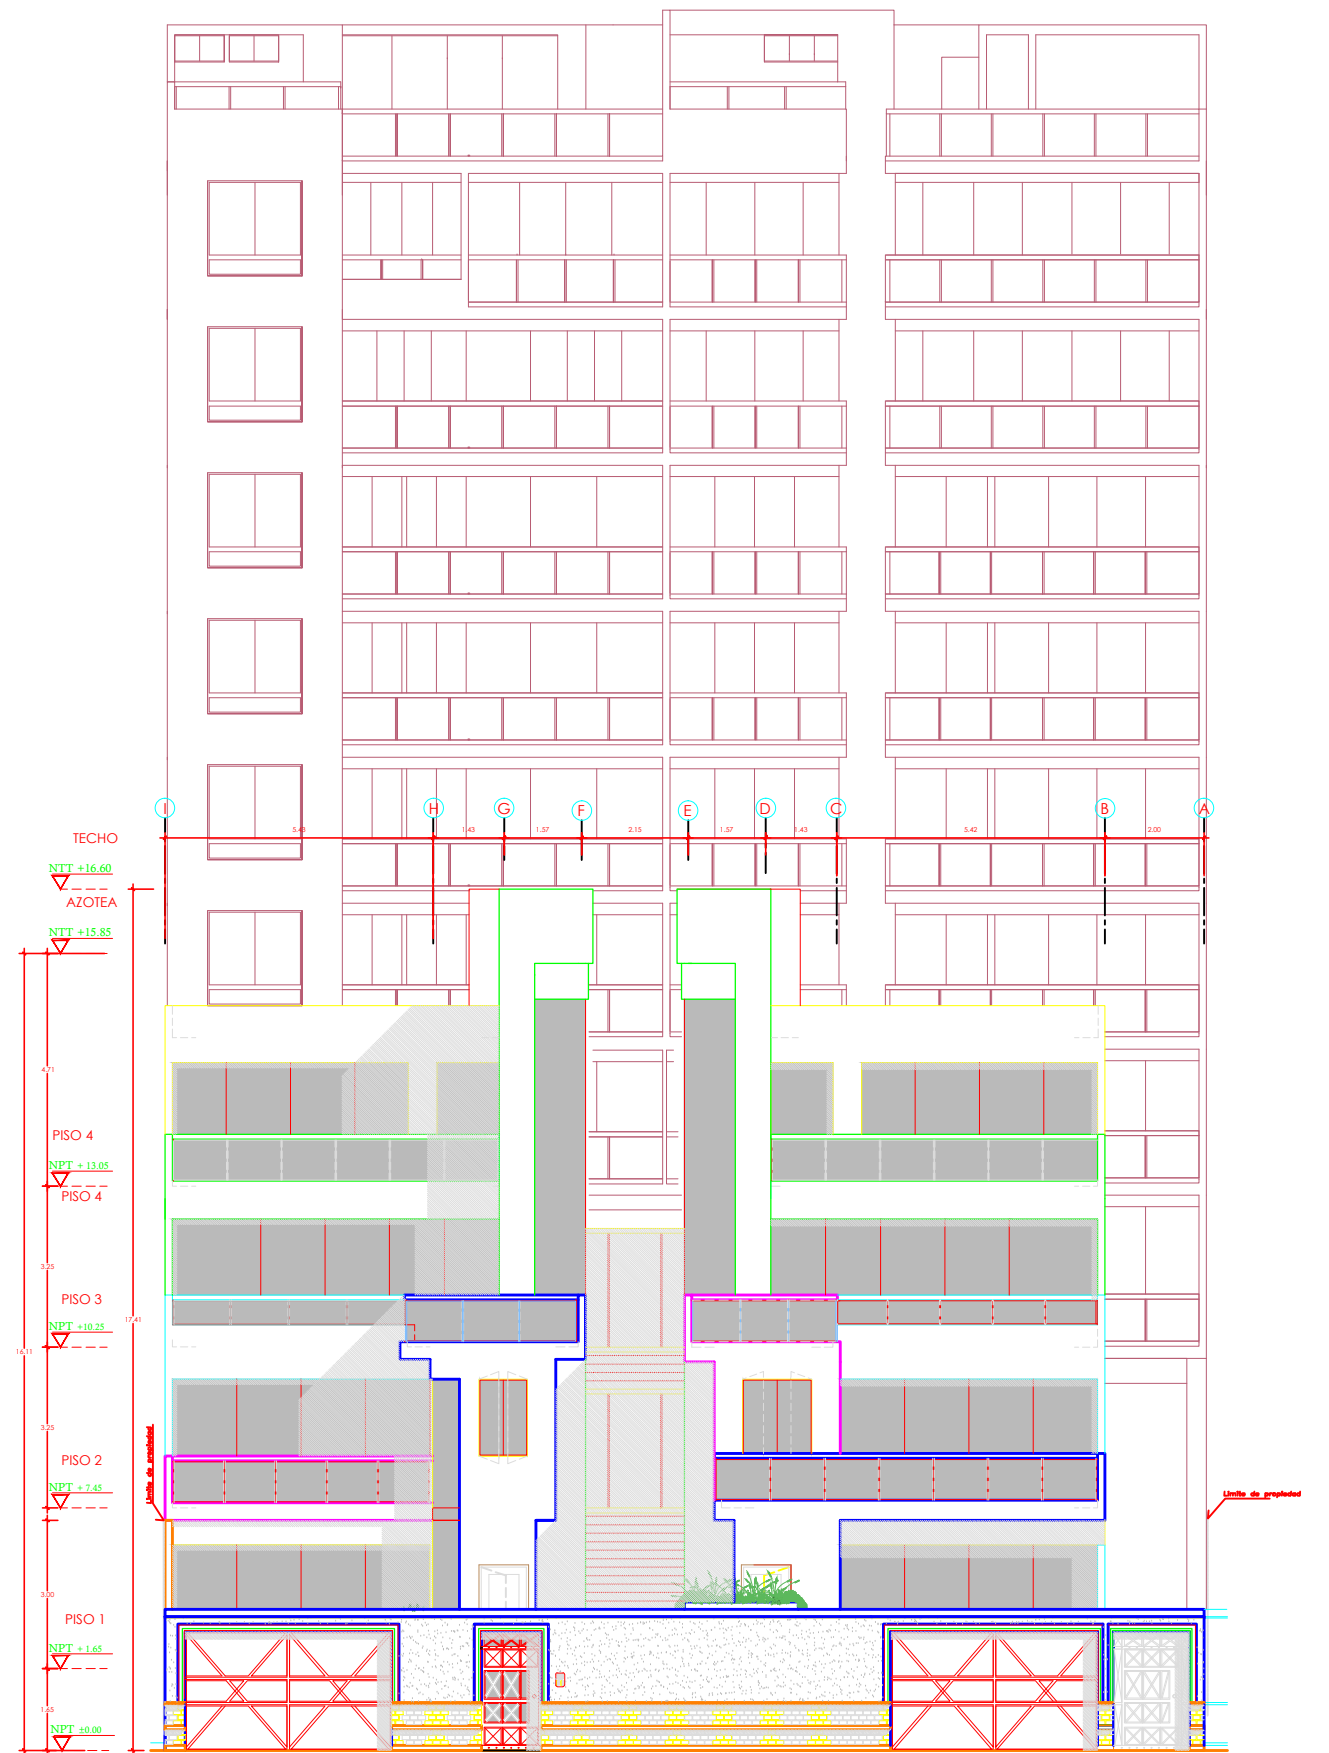 I H G F E D C B A
5.43 1.43 1.57 2.15 1.57 1.43 5.42 2.00
TECHO
NTT +16.60
AZOTEA
NTT +15.85
4.71
PISO 4
NPT +13.05
PISO 4
3.25
PISO 3
NPT +10.25
17.41
16.11
3.25
Limite de propiedad
PISO 2
NPT +7.45
Limite de propiedad
3.00
PISO 1
NPT +1.65
1.65
NPT ±0.00